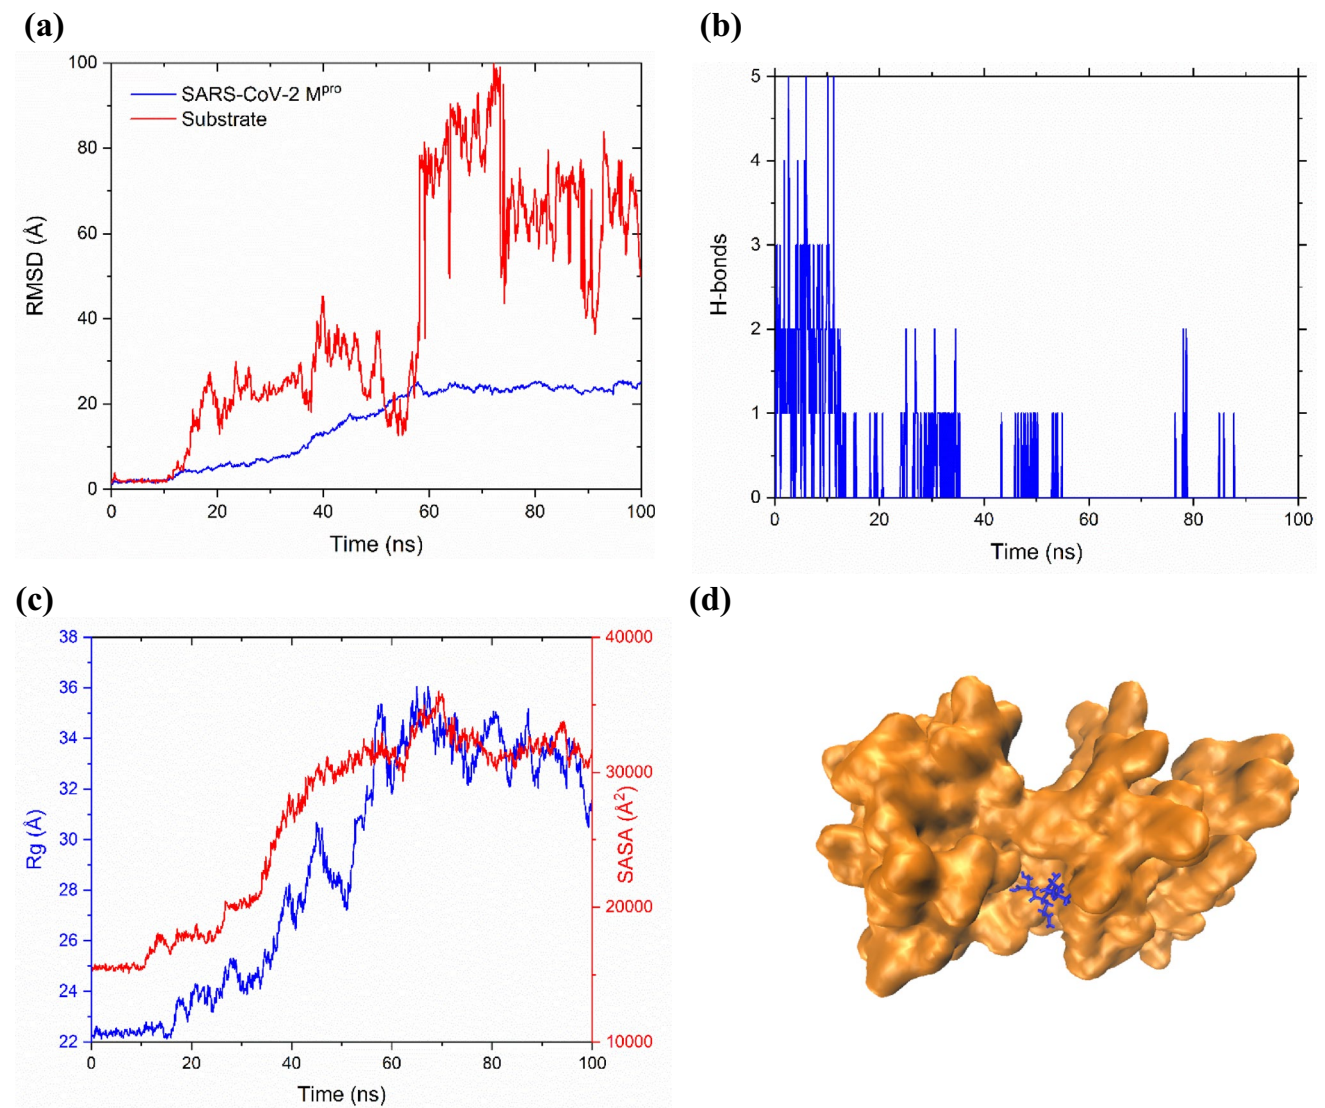 (a)
100
80
60
40
20
0
RMSD (Å)
SARS-CoV-2 Mᵖʳᵒ
Substrate
0 20 40 60 80 100
Time (ns)
(b)
5
4
3
2
1
0
H-bonds
0 20 40 60 80 100
Time (ns)
(c)
38
36
34
32
30
28
26
24
22
Rg (Å)
40000
30000
20000
10000
SASA (Å²)
0 20 40 60 80 100
Time (ns)
(d)